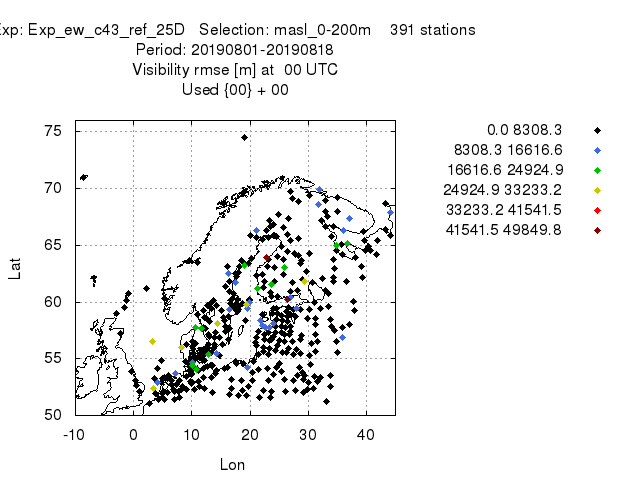 Exp: Exp_ew_c43_ref_25D Selection: masl_0-200m 391 stations
Period: 20190801-20190818
Visibility rmse [m] at 00 UTC
Used {00} + 00
0.0 8308.3
8308.3 16616.6
16616.6 24924.9
24924.9 33233.2
33233.2 41541.5
41541.5 49849.8
75
70
65
60
55
50
Lat
-10 0 10 20 30 40
Lon